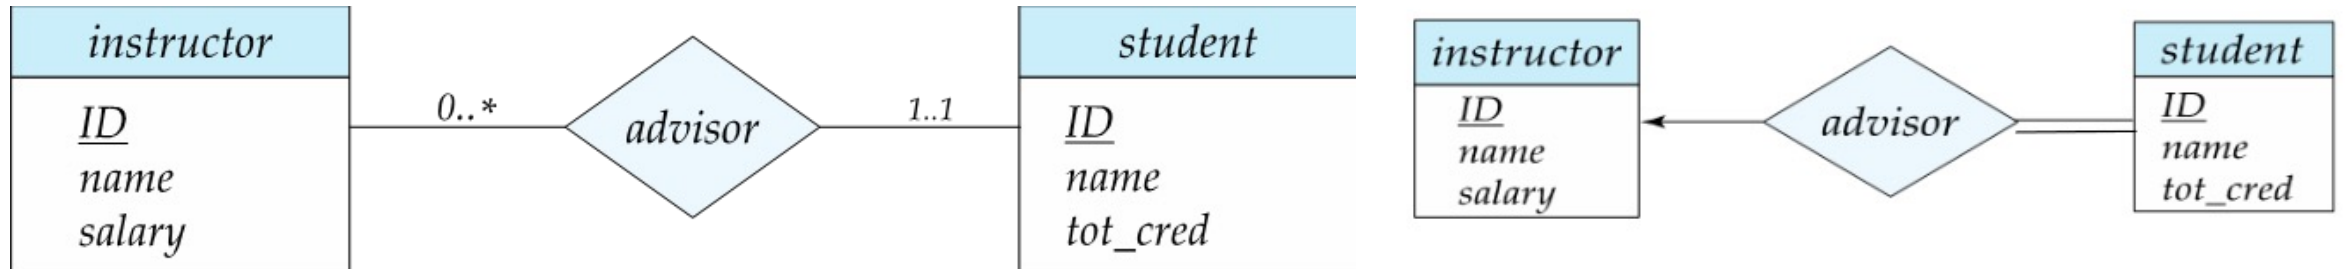 instructor
ID
name
salary
0..*
advisor
1..1
student
ID
name
tot_cred
instructor
ID
name
salary
advisor
student
ID
name
tot_cred